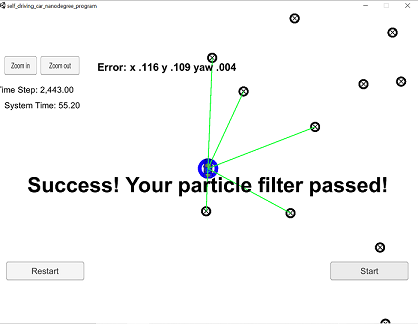 self_driving_car_nanodegree_program
Zoom in
Zoom out
Error: x .116 y .109 yaw .004
Time Step: 2,443.00
System Time: 55.20
Success! Your particle filter passed!
Restart
Start